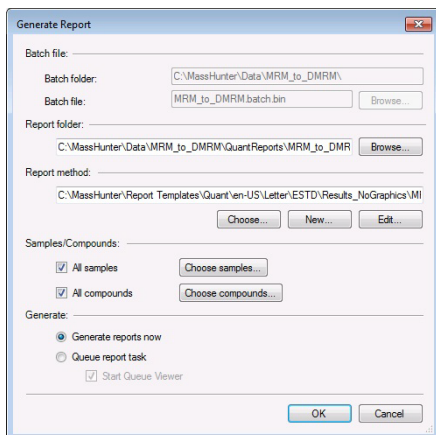 Generate Report
Batch file:
Batch folder: C:\MassHunter\Data\MRM_to_DMRM\
Batch file: MRM_to_DMRM.batch.bin Browse...
Report folder:
C:\MassHunter\Data\MRM_to_DMRM\QuantReports\MRM_to_DMR Browse...
Report method:
C:\MassHunter\Report Templates\Quant\en-US\Letter\ESTD\Results_NoGraphics\MI
Choose... New... Edit...
Samples/Compounds:
All samples Choose samples...
All compounds Choose compounds...
Generate:
Generate reports now
Queue report task
Start Queue Viewer
OK Cancel